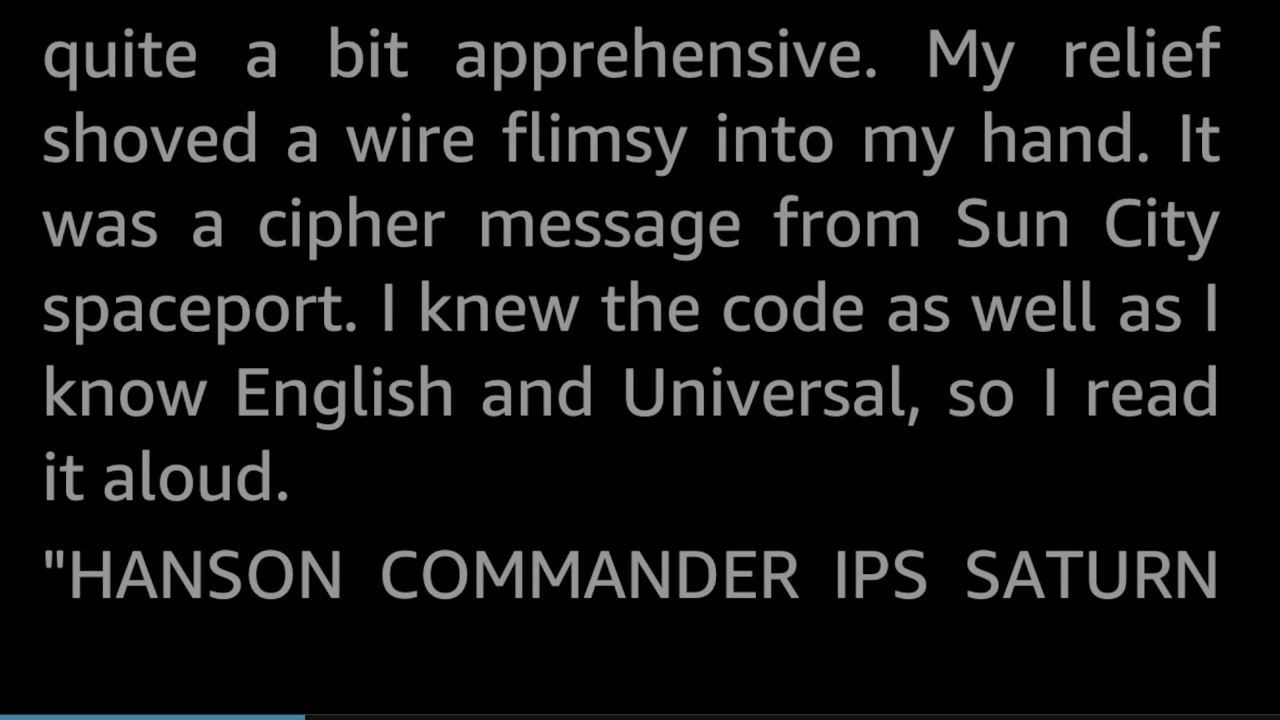 quite a bit apprehensive. My relief
shoved a wire flimsy into my hand. It
was a cipher message from Sun City
spaceport. I knew the code as well as I
know English and Universal, so I read
it aloud.
"HANSON COMMANDER IPS SATURN